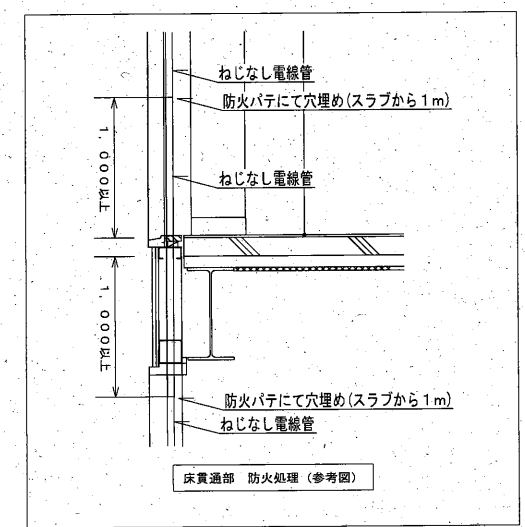 ねじなし電線管
防火パテにて穴埋め(スラブから1m)
1,000以上
ねじなし電線管
1,000以上
防火パテにて穴埋め(スラブから1m)
ねじなし電線管
床貫通部 防火処理 (参考図)